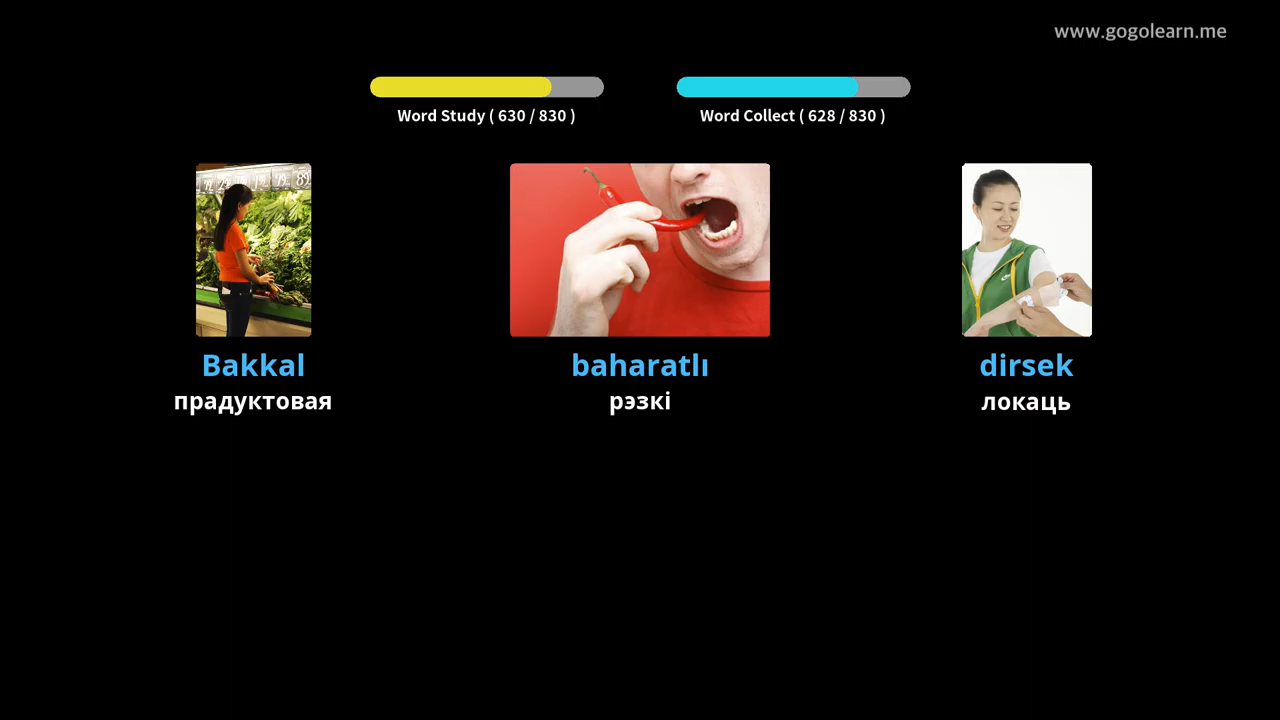 www.gogolearn.me
Word Study ( 630 / 830 )
Word Collect ( 628 / 830 )
Bakkal
прадуктовая
baharatlı
рэзкі
dirsek
локаць